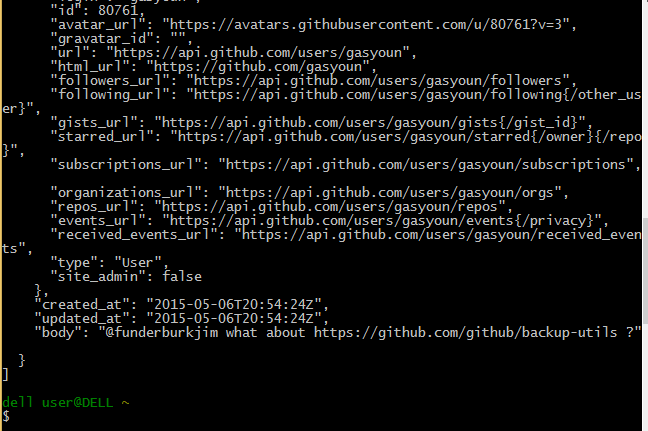 "id": 80761,
"avatar_url": "https://avatars.githubusercontent.com/u/80761?v=3",
"gravatar_id": "",
"url": "https://api.github.com/users/gasyoun",
"html_url": "https://github.com/gasyoun",
"followers_url": "https://api.github.com/users/gasyoun/followers",
"following_url": "https://api.github.com/users/gasyoun/following{/other_us
er}",
"gists_url": "https://api.github.com/users/gasyoun/gists{/gist_id}",
"starred_url": "https://api.github.com/users/gasyoun/starred{/owner}{/repo
}",
"subscriptions_url": "https://api.github.com/users/gasyoun/subscriptions",
"organizations_url": "https://api.github.com/users/gasyoun/orgs",
"repos_url": "https://api.github.com/users/gasyoun/repos",
"events_url": "https://api.github.com/users/gasyoun/events{/privacy}",
"received_events_url": "https://api.github.com/users/gasyoun/received_even
ts",
"type": "User",
"site_admin": false
},
"created_at": "2015-05-06T20:54:24Z",
"updated_at": "2015-05-06T20:54:24Z",
"body": "@funderburkjim what about https://github.com/github/backup-utils ?"
}
]
dell user@DELL ~
$